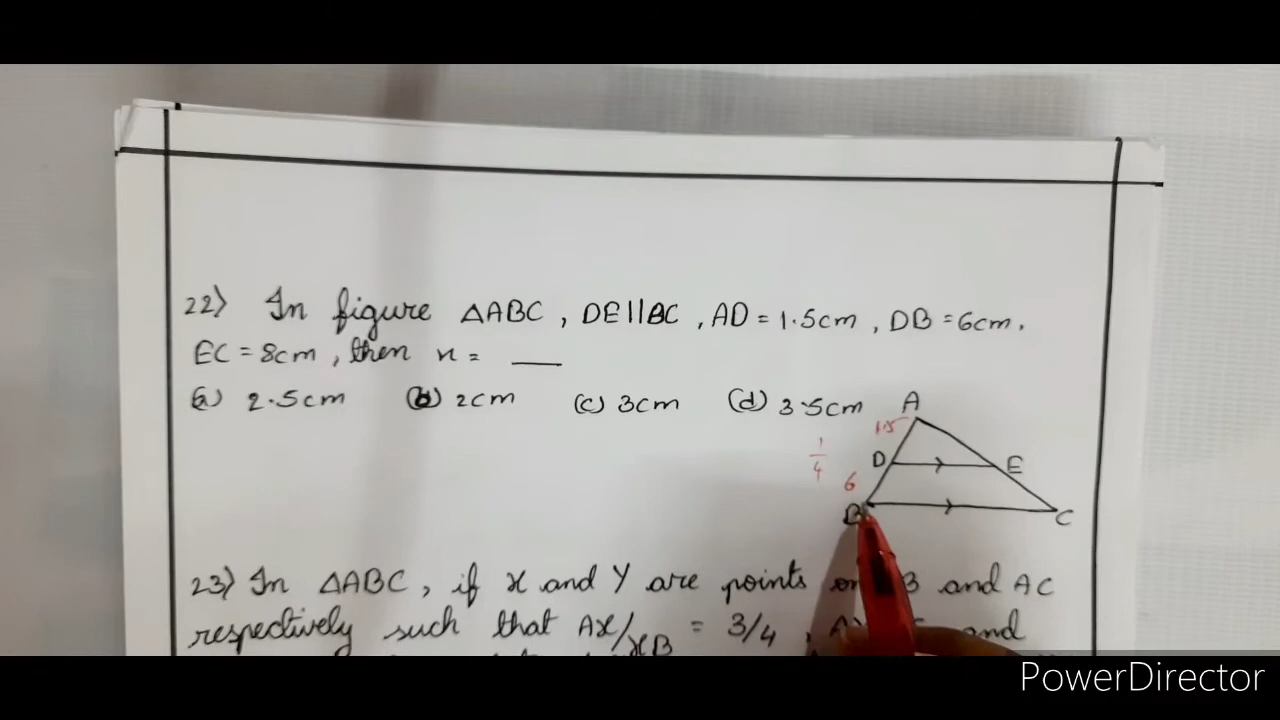 22) In figure △ABC, DE||BC, AD = 1.5cm, DB = 6cm,
EC = 8cm, then x = ___
(a) 2.5cm (b) 2cm (c) 3cm (d) 3.5cm
A
1.5
1/4
D
E
6
B
C
23) In △ABC, if X and Y are points on B and AC
respectively such that AX/XB = 3/4, and
PowerDirector